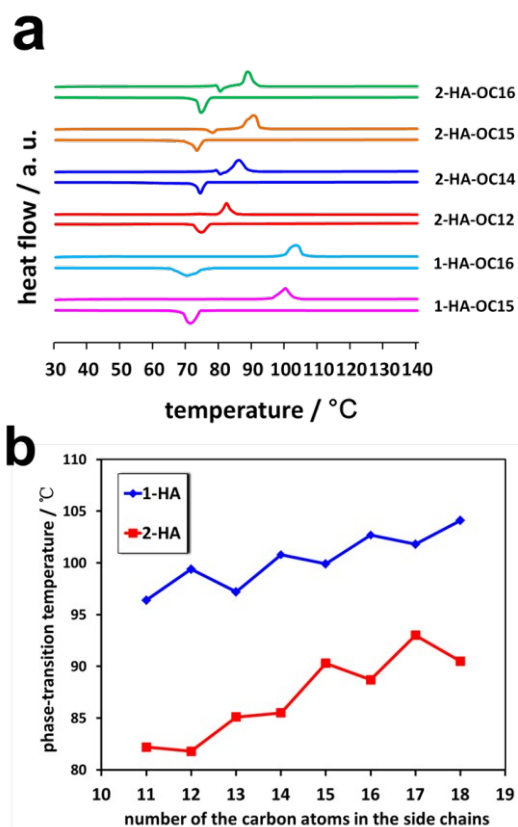 a
2-HA-OC16
2-HA-OC15
2-HA-OC14
2-HA-OC12
1-HA-OC16
1-HA-OC15
heat flow / a. u.
30 40 50 60 70 80 90 100 110 120 130 140
temperature / °C
b
110
105
100
95
90
85
80
phase-transition temperature / ℃
1-HA
2-HA
10 11 12 13 14 15 16 17 18 19
number of the carbon atoms in the side chains